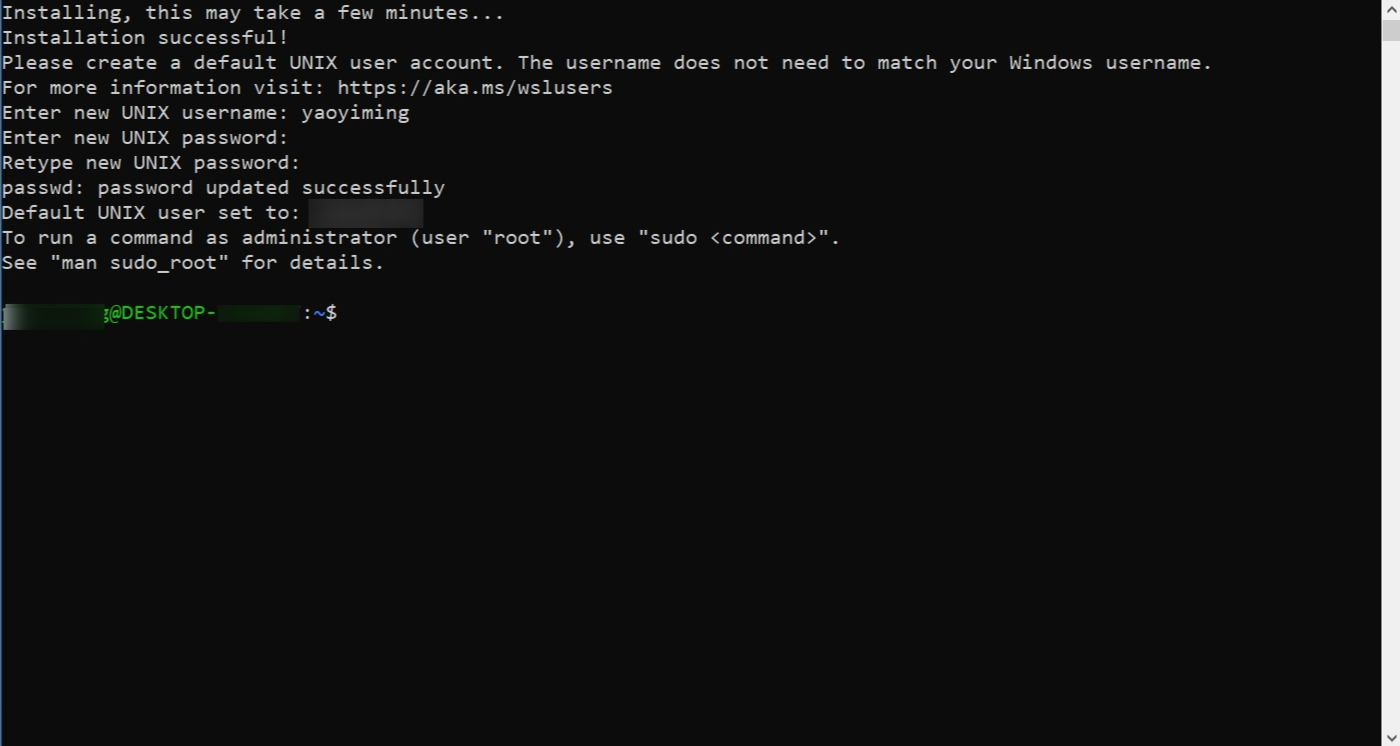 Installing, this may take a few minutes...
Installation successful!
Please create a default UNIX user account. The username does not need to match your Windows username.
For more information visit: https://aka.ms/wslusers
Enter new UNIX username: yaoyiming
Enter new UNIX password:
Retype new UNIX password:
passwd: password updated successfully
Default UNIX user set to:
To run a command as administrator (user "root"), use "sudo <command>".
See "man sudo_root" for details.
g@DESKTOP- :~$